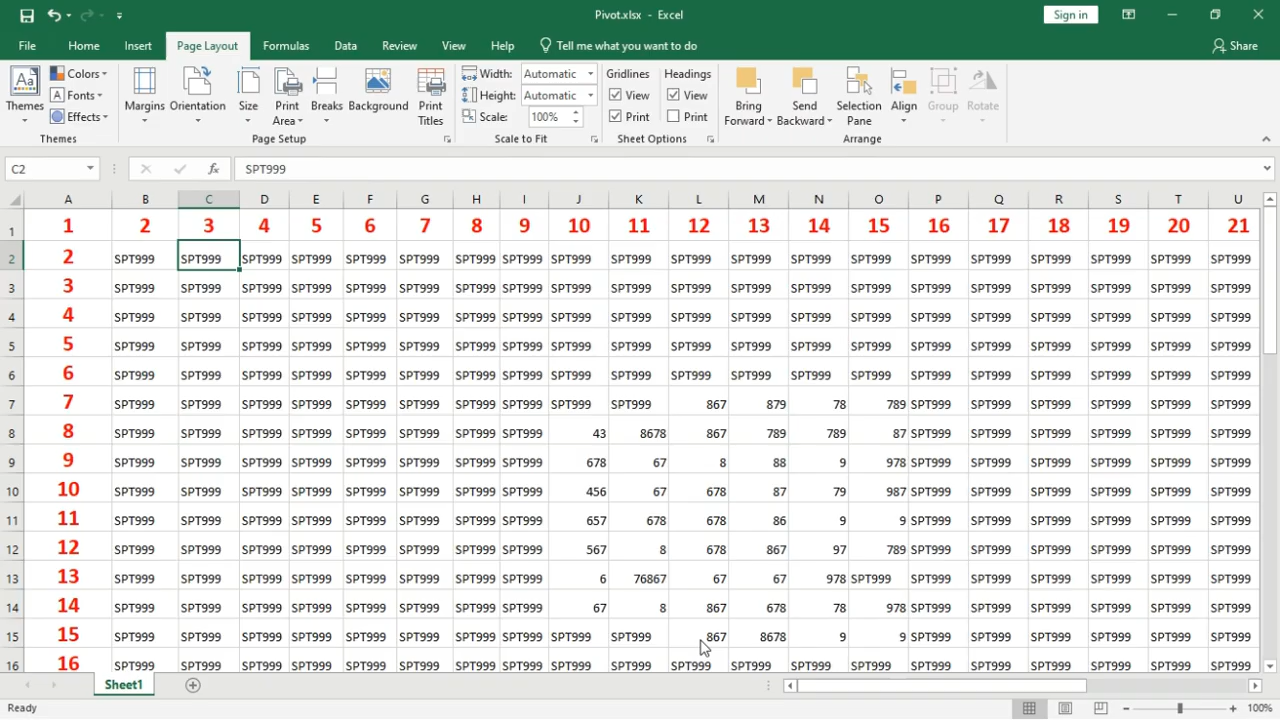 Pivot.xlsx - Excel
Sign in
File Home Insert Page Layout Formulas Data Review View Help Tell me what you want to do Share
Themes Colors Fonts Effects Margins Orientation Size Print Area Breaks Background Print Titles Width: Automatic Height: Automatic Scale: 100% Gridlines View Print Headings View Print Bring Forward Send Backward Selection Pane Align Group Rotate
Themes Page Setup Scale to Fit Sheet Options Arrange
C2 fx SPT999
A B C D E F G H I J K L M N O P Q R S T U
1 1 2 3 4 5 6 7 8 9 10 11 12 13 14 15 16 17 18 19 20 21
2 2 SPT999 SPT999 SPT999 SPT999 SPT999 SPT999 SPT999 SPT999 SPT999 SPT999 SPT999 SPT999 SPT999 SPT999 SPT999 SPT999 SPT999 SPT999 SPT999 SPT999
3 3 SPT999 SPT999 SPT999 SPT999 SPT999 SPT999 SPT999 SPT999 SPT999 SPT999 SPT999 SPT999 SPT999 SPT999 SPT999 SPT999 SPT999 SPT999 SPT999 SPT999
4 4 SPT999 SPT999 SPT999 SPT999 SPT999 SPT999 SPT999 SPT999 SPT999 SPT999 SPT999 SPT999 SPT999 SPT999 SPT999 SPT999 SPT999 SPT999 SPT999 SPT999
5 5 SPT999 SPT999 SPT999 SPT999 SPT999 SPT999 SPT999 SPT999 SPT999 SPT999 SPT999 SPT999 SPT999 SPT999 SPT999 SPT999 SPT999 SPT999 SPT999 SPT999
6 6 SPT999 SPT999 SPT999 SPT999 SPT999 SPT999 SPT999 SPT999 SPT999 SPT999 SPT999 SPT999 SPT999 SPT999 SPT999 SPT999 SPT999 SPT999 SPT999 SPT999
7 7 SPT999 SPT999 SPT999 SPT999 SPT999 SPT999 SPT999 SPT999 SPT999 SPT999 867 879 78 789 SPT999 SPT999 SPT999 SPT999 SPT999 SPT999
8 8 SPT999 SPT999 SPT999 SPT999 SPT999 SPT999 SPT999 SPT999 43 8678 867 789 789 87 SPT999 SPT999 SPT999 SPT999 SPT999 SPT999
9 9 SPT999 SPT999 SPT999 SPT999 SPT999 SPT999 SPT999 SPT999 678 67 8 88 9 978 SPT999 SPT999 SPT999 SPT999 SPT999 SPT999
10 10 SPT999 SPT999 SPT999 SPT999 SPT999 SPT999 SPT999 SPT999 456 67 678 87 79 987 SPT999 SPT999 SPT999 SPT999 SPT999 SPT999
11 11 SPT999 SPT999 SPT999 SPT999 SPT999 SPT999 SPT999 SPT999 657 678 678 86 9 9 SPT999 SPT999 SPT999 SPT999 SPT999 SPT999
12 12 SPT999 SPT999 SPT999 SPT999 SPT999 SPT999 SPT999 SPT999 567 8 678 867 97 789 SPT999 SPT999 SPT999 SPT999 SPT999 SPT999
13 13 SPT999 SPT999 SPT999 SPT999 SPT999 SPT999 SPT999 SPT999 6 76867 67 67 978 SPT999 SPT999 SPT999 SPT999 SPT999 SPT999 SPT999
14 14 SPT999 SPT999 SPT999 SPT999 SPT999 SPT999 SPT999 SPT999 67 8 867 678 78 978 SPT999 SPT999 SPT999 SPT999 SPT999 SPT999
15 15 SPT999 SPT999 SPT999 SPT999 SPT999 SPT999 SPT999 SPT999 SPT999 SPT999 867 8678 9 9 SPT999 SPT999 SPT999 SPT999 SPT999 SPT999
16 16 SPT999 SPT999 SPT999 SPT999 SPT999 SPT999 SPT999 SPT999 SPT999 SPT999 SPT999 SPT999 SPT999 SPT999 SPT999 SPT999 SPT999 SPT999 SPT999 SPT999
Sheet1
Ready 100%